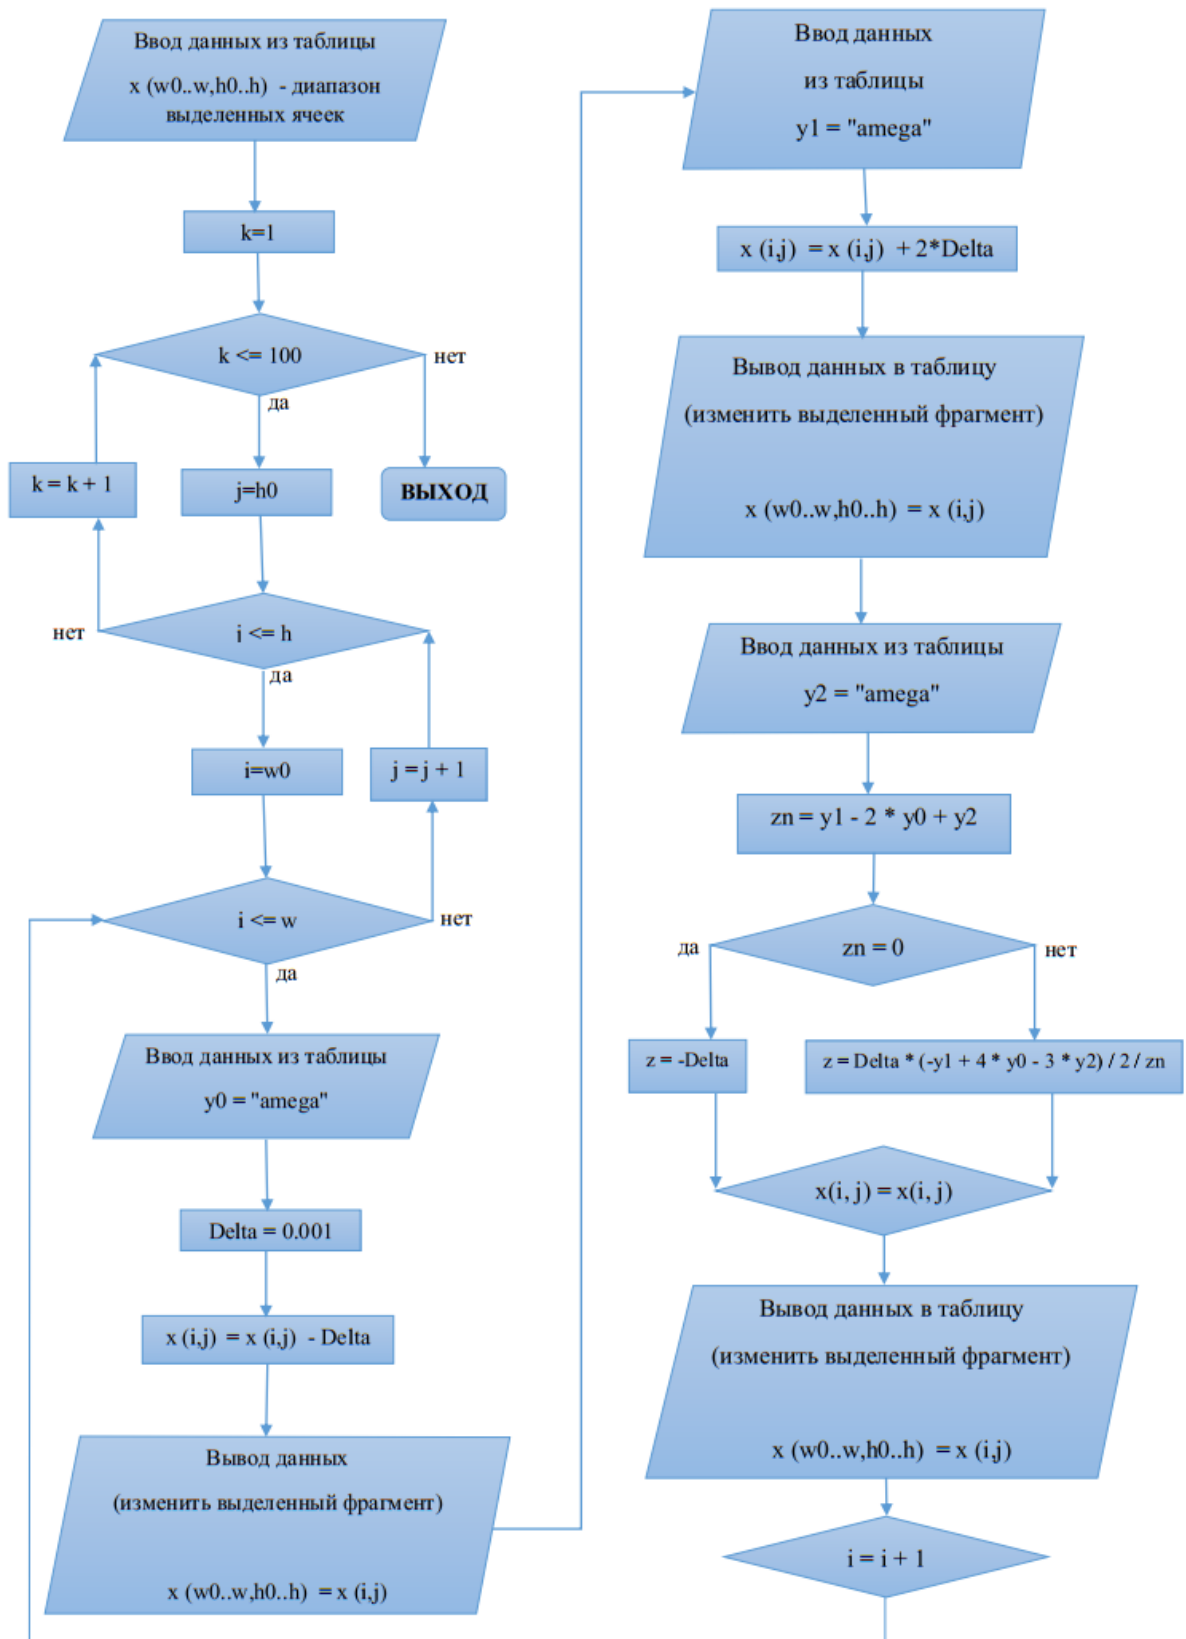 Ввод данных из таблицы
x (w0..w,h0..h) - диапазон
выделенных ячеек
k=1
k <= 100
нет
да
k = k + 1
j=h0
ВЫХОД
нет
i <= h
да
i=w0
j = j + 1
i <= w
нет
да
Ввод данных из таблицы
y0 = "amega"
Delta = 0.001
x (i,j) = x (i,j) - Delta
Вывод данных
(изменить выделенный фрагмент)
x (w0..w,h0..h) = x (i,j)
Ввод данных
из таблицы
y1 = "amega"
x (i,j) = x (i,j) + 2*Delta
Вывод данных в таблицу
(изменить выделенный фрагмент)
x (w0..w,h0..h) = x (i,j)
Ввод данных из таблицы
y2 = "amega"
zn = y1 - 2 * y0 + y2
да
zn = 0
нет
z = -Delta
z = Delta * (-y1 + 4 * y0 - 3 * y2) / 2 / zn
x(i, j) = x(i, j)
Вывод данных в таблицу
(изменить выделенный фрагмент)
x (w0..w,h0..h) = x (i,j)
i = i + 1